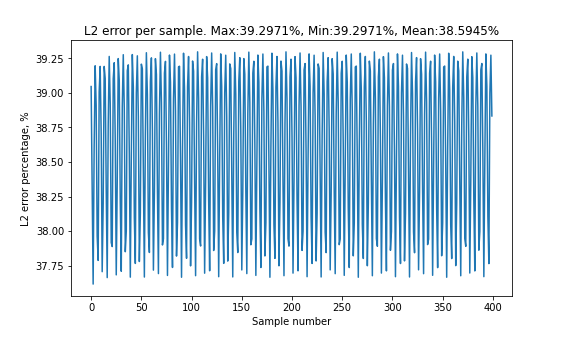 L2 error per sample. Max:39.2971%, Min:39.2971%, Mean:38.5945%
39.25
39.00
38.75
38.50
38.25
38.00
37.75
L2 error percentage, %
0 50 100 150 200 250 300 350 400
Sample number